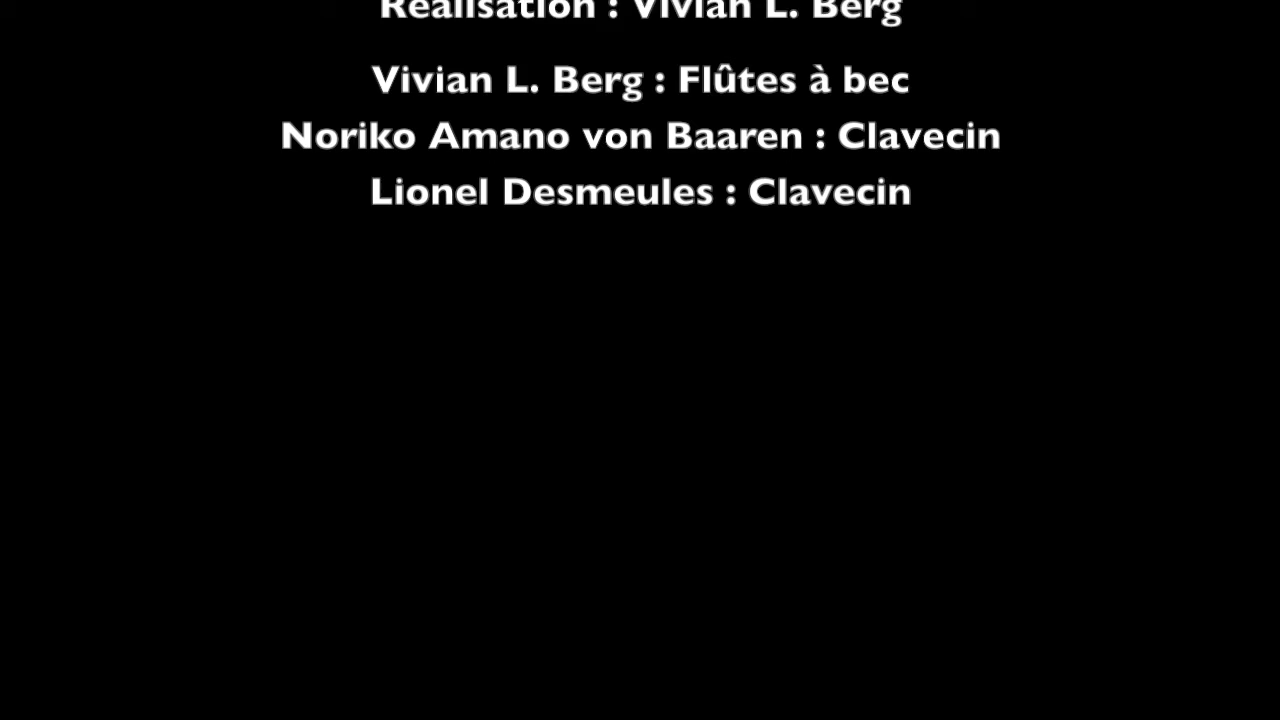 Réalisation : Vivian L. Berg
Vivian L. Berg : Flûtes à bec
Noriko Amano von Baaren : Clavecin
Lionel Desmeules : Clavecin